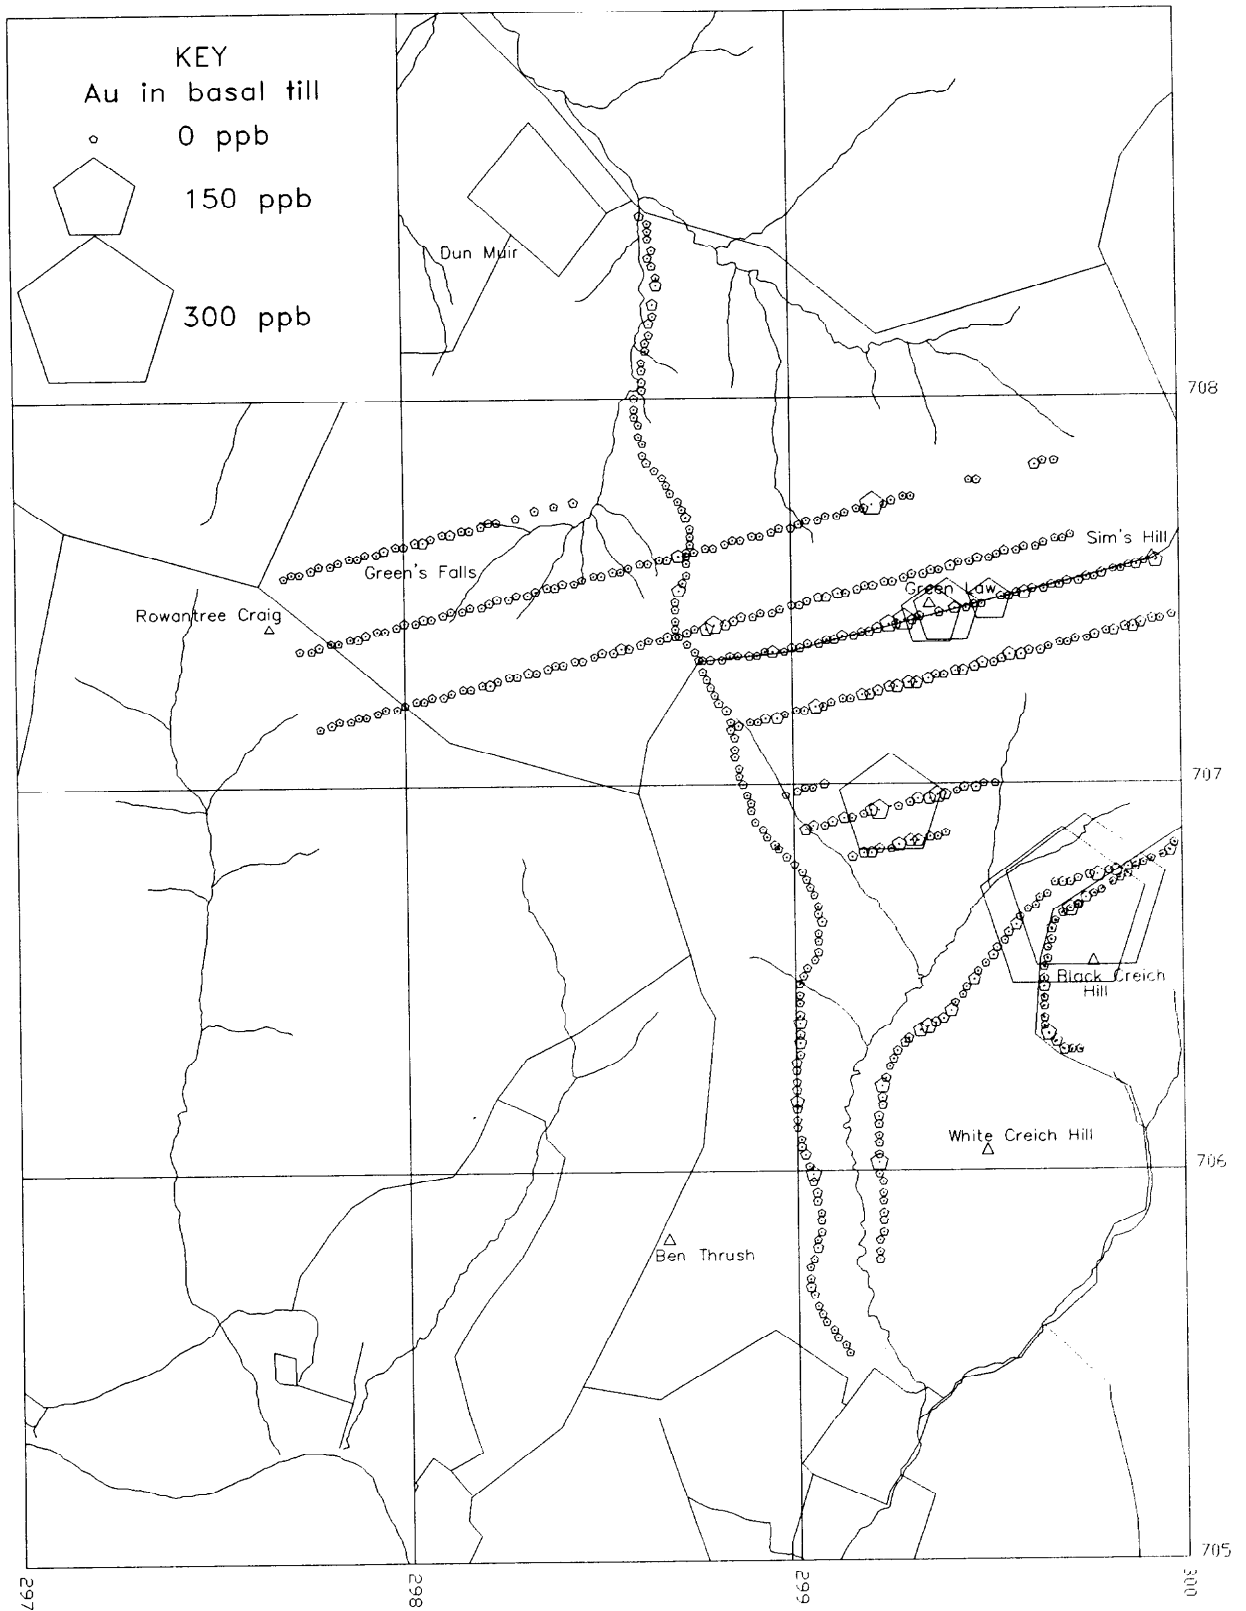 KEY
Au in basal till
0 ppb
150 ppb
300 ppb
Dun Muir
708
Sim's Hill
Green's Falls
Green Law
Rowantree Craig
707
Black Creich
Hill
White Creich Hill
706
Ben Thrush
705
297
298
299
300